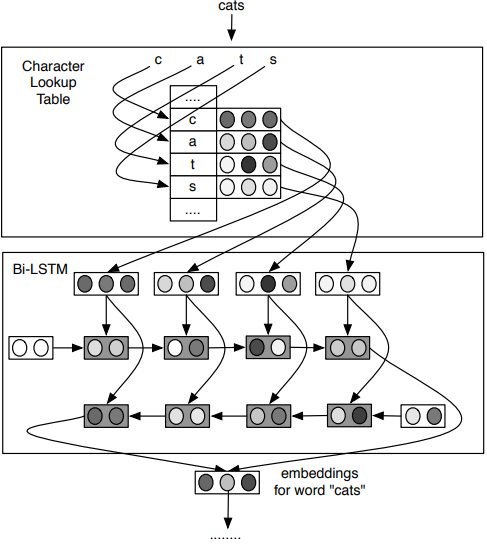 cats
Character
Lookup
Table
c a t s
....
c
a
t
s
....
Bi-LSTM
embeddings
for word "cats"
........